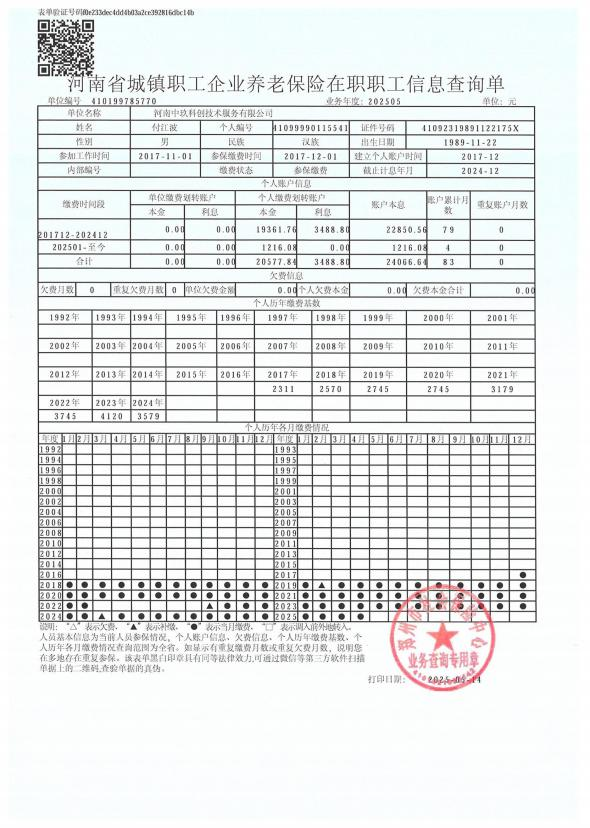 表单验证号码f0e233dec4dd4b03a2ce392816dbc14b
河南省城镇职工企业养老保险在职职工信息查询单
单位编号 410199785770 业务年度: 202505 单位: 元
单位名称 河南中玖科创技术服务有限公司
姓名 付江波 个人编号 41099990115541 证件号码 41092319891122175X
性别 男 民族 汉族 出生日期 1989-11-22
参加工作时间 2017-11-01 参保缴费时间 2017-12-01 建立个人账户时间 2017-12
内部编号 缴费状态 参保缴费 截止计息年月 2024-12
个人账户信息
缴费时间段 单位缴费划转账户 个人缴费划转账户 账户本息 账户累计月数 重复账户月数
本金 利息 本金 利息
201712-202412 0.00 0.00 19361.76 3488.80 22850.56 79 0
202501-至今 0.00 0.00 1216.08 0.00 1216.08 4 0
合计 0.00 0.00 20577.84 3488.80 24066.64 83 0
欠费信息
欠费月数 0 重复欠费月数 0 单位欠费金额 0.00 个人欠费本金 0.00 欠费本金合计 0.00
个人历年缴费基数
1992年 1993年 1994年 1995年 1996年 1997年 1998年 1999年 2000年 2001年
2002年 2003年 2004年 2005年 2006年 2007年 2008年 2009年 2010年 2011年
2012年 2013年 2014年 2015年 2016年 2017年 2018年 2019年 2020年 2021年
2311 2570 2745 2745 3179
2022年 2023年 2024年
3745 4120 3579
个人历年各月缴费情况
年度 1月 2月 3月 4月 5月 6月 7月 8月 9月 10月 11月 12月 年度 1月 2月 3月 4月 5月 6月 7月 8月 9月 10月 11月 12月
1992 1993
1994 1995
1996 1997
1998 1999
2000 2001
2002 2003
2004 2005
2006 2007
2008 2009
2010 2011
2012 2013
2014 2015
2016 2017 ●
2018 ● ● ● ● ● ● ● ● ● ● ● ● 2019 ● ▲ ● ● ● ● ● ● ● ● ● ●
2020 ● ● ● ● ● ● ● ● ● ● ● ● 2021 ● ● ● ● ● ● ● ● ● ● ● ●
2022 ● ● ▲ ● ● ● 2023 ● ● ● ● ● ● ● ● ● ● ● ●
2024 ● ● ▲ ● ● ● ● ● ● ● ● ● 2025 ● ● ● ●
说明: "△"表示欠费、"▲"表示补缴、"●"表示当月缴费、"□"表示调入前外地转入。
人员基本信息为当前人员参保情况、个人账户信息、欠费信息、个人历年缴费基数、个
人历年各月缴费情况查询范围为全省。如显示有重复缴费月数或重复欠费月数，说明您
在多地存在重复参保。该表单黑白印章具有同等法律效力,可通过微信等第三方软件扫描
单据上的二维码,查验单据的真伪。
打印日期: 2025-05-14
业务查询专用章